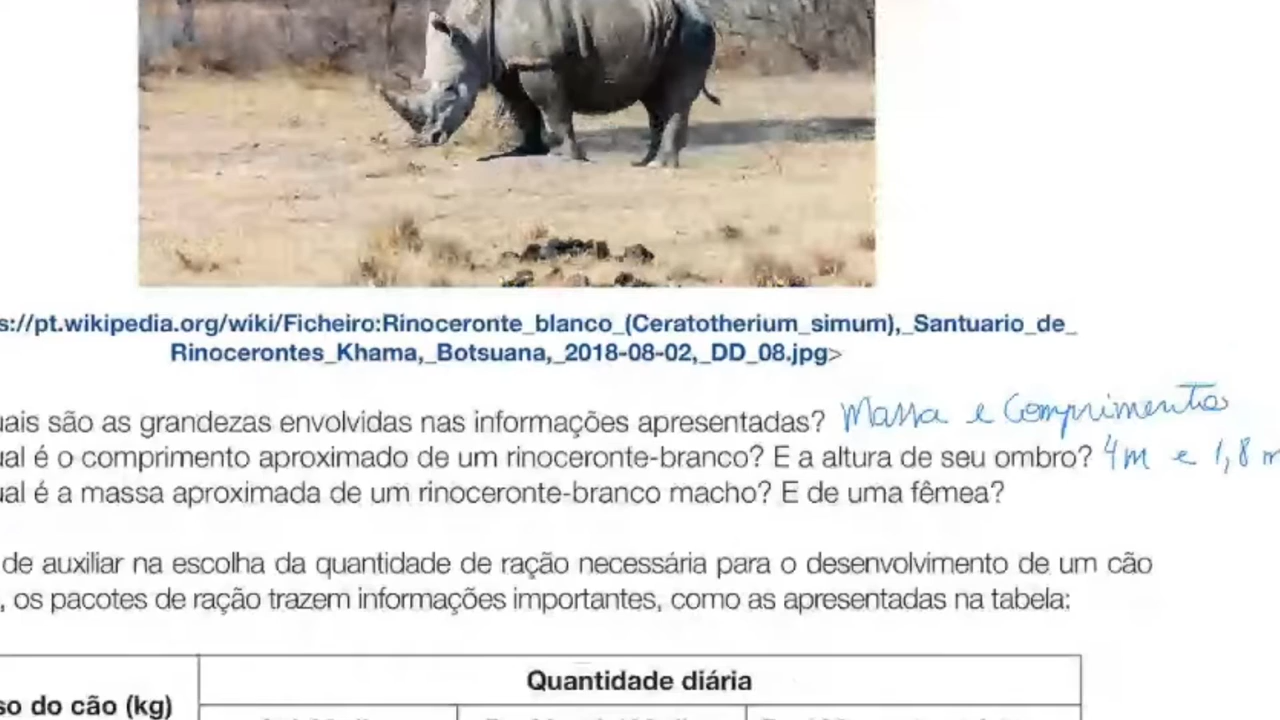 s://pt.wikipedia.org/wiki/Ficheiro:Rinoceronte_blanco_(Ceratotherium_simum),_Santuario_de_
Rinocerontes_Khama,_Botsuana,_2018-08-02,_DD_08.jpg>
uais são as grandezas envolvidas nas informações apresentadas? Massa e Comprimento
ual é o comprimento aproximado de um rinoceronte-branco? E a altura de seu ombro? 4m e 1,8 m
ual é a massa aproximada de um rinoceronte-branco macho? E de uma fêmea?
de auxiliar na escolha da quantidade de ração necessária para o desenvolvimento de um cão
, os pacotes de ração trazem informações importantes, como as apresentadas na tabela:
Quantidade diária
so do cão (kg)